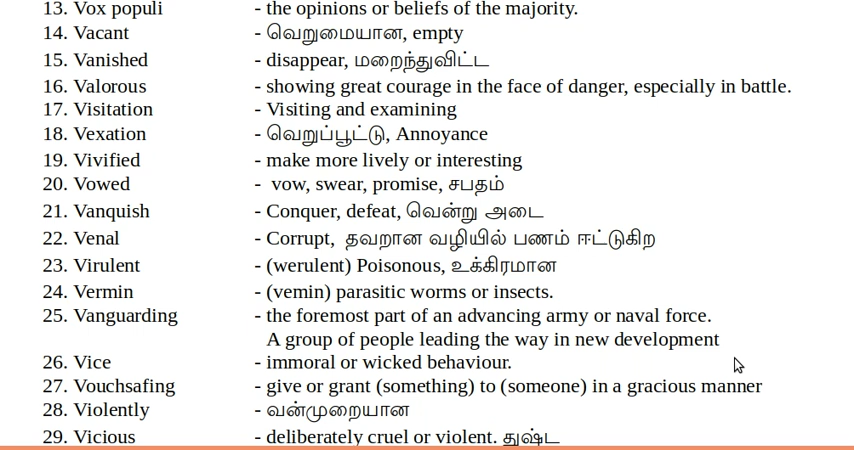 13. Vox populi - the opinions or beliefs of the majority.
14. Vacant - வெறுமையான, empty
15. Vanished - disappear, மறைந்துவிட்ட
16. Valorous - showing great courage in the face of danger, especially in battle.
17. Visitation - Visiting and examining
18. Vexation - வெறுப்பூட்டு, Annoyance
19. Vivified - make more lively or interesting
20. Vowed - vow, swear, promise, சபதம்
21. Vanquish - Conquer, defeat, வென்று அடை
22. Venal - Corrupt, தவறான வழியில் பணம் ஈட்டுகிற
23. Virulent - (werulent) Poisonous, உக்கிரமான
24. Vermin - (vemin) parasitic worms or insects.
25. Vanguarding - the foremost part of an advancing army or naval force.
A group of people leading the way in new development
26. Vice - immoral or wicked behaviour.
27. Vouchsafing - give or grant (something) to (someone) in a gracious manner
28. Violently - வன்முறையான
29. Vicious - deliberately cruel or violent. துஷ்ட